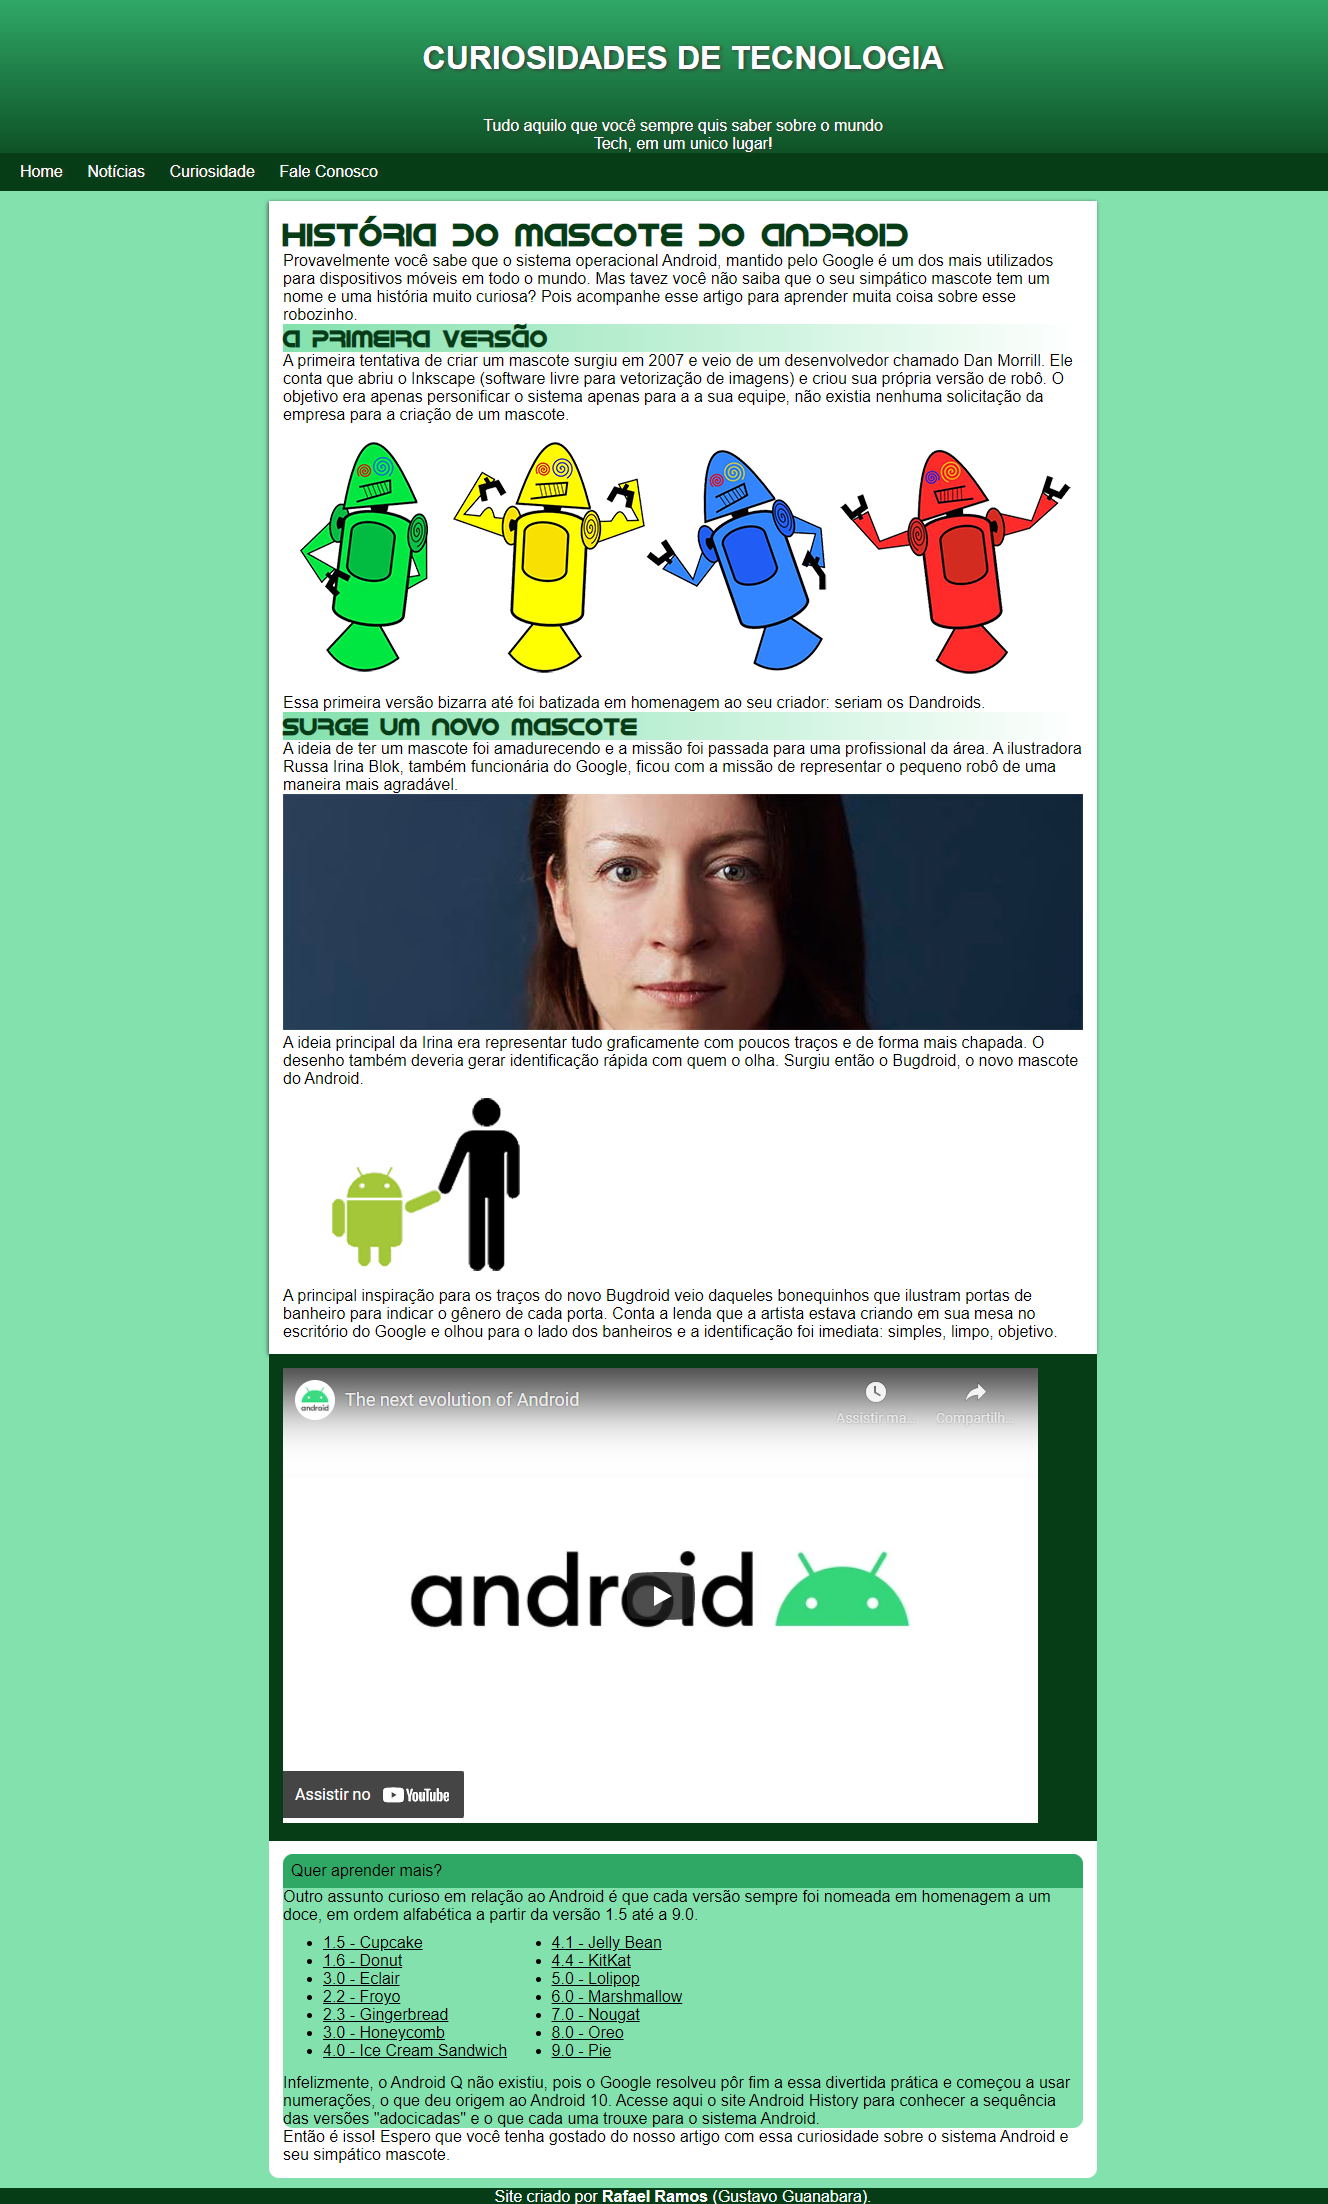 CURIOSIDADES DE TECNOLOGIA
Tudo aquilo que você sempre quis saber sobre o mundo
Tech, em um unico lugar!
Home Notícias Curiosidade Fale Conosco
HISTÓRIA DO MASCOTE DO ANDROID
Provavelmente você sabe que o sistema operacional Android, mantido pelo Google é um dos mais utilizados
para dispositivos móveis em todo o mundo. Mas tavez você não saiba que o seu simpático mascote tem um
nome e uma história muito curiosa? Pois acompanhe esse artigo para aprender muita coisa sobre esse
robozinho.
A PRIMEIRA VERSÃO
A primeira tentativa de criar um mascote surgiu em 2007 e veio de um desenvolvedor chamado Dan Morrill. Ele
conta que abriu o Inkscape (software livre para vetorização de imagens) e criou sua própria versão de robô. O
objetivo era apenas personificar o sistema apenas para a a sua equipe, não existia nenhuma solicitação da
empresa para a criação de um mascote.
Essa primeira versão bizarra até foi batizada em homenagem ao seu criador: seriam os Dandroids.
SURGE UM NOVO MASCOTE
A ideia de ter um mascote foi amadurecendo e a missão foi passada para uma profissional da área. A ilustradora
Russa Irina Blok, também funcionária do Google, ficou com a missão de representar o pequeno robô de uma
maneira mais agradável.
A ideia principal da Irina era representar tudo graficamente com poucos traços e de forma mais chapada. O
desenho também deveria gerar identificação rápida com quem o olha. Surgiu então o Bugdroid, o novo mascote
do Android.
A principal inspiração para os traços do novo Bugdroid veio daqueles bonequinhos que ilustram portas de
banheiro para indicar o gênero de cada porta. Conta a lenda que a artista estava criando em sua mesa no
escritório do Google e olhou para o lado dos banheiros e a identificação foi imediata: simples, limpo, objetivo.
android
The next evolution of Android
Assistir ma...
Compartilh...
android
Assistir no YouTube
Quer aprender mais?
Outro assunto curioso em relação ao Android é que cada versão sempre foi nomeada em homenagem a um
doce, em ordem alfabética a partir da versão 1.5 até a 9.0.
1.5 - Cupcake
1.6 - Donut
3.0 - Eclair
2.2 - Froyo
2.3 - Gingerbread
3.0 - Honeycomb
4.0 - Ice Cream Sandwich
4.1 - Jelly Bean
4.4 - KitKat
5.0 - Lolipop
6.0 - Marshmallow
7.0 - Nougat
8.0 - Oreo
9.0 - Pie
Infelizmente, o Android Q não existiu, pois o Google resolveu pôr fim a essa divertida prática e começou a usar
numerações, o que deu origem ao Android 10. Acesse aqui o site Android History para conhecer a sequência
das versões "adocicadas" e o que cada uma trouxe para o sistema Android.
Então é isso! Espero que você tenha gostado do nosso artigo com essa curiosidade sobre o sistema Android e
seu simpático mascote.
Site criado por Rafael Ramos (Gustavo Guanabara).